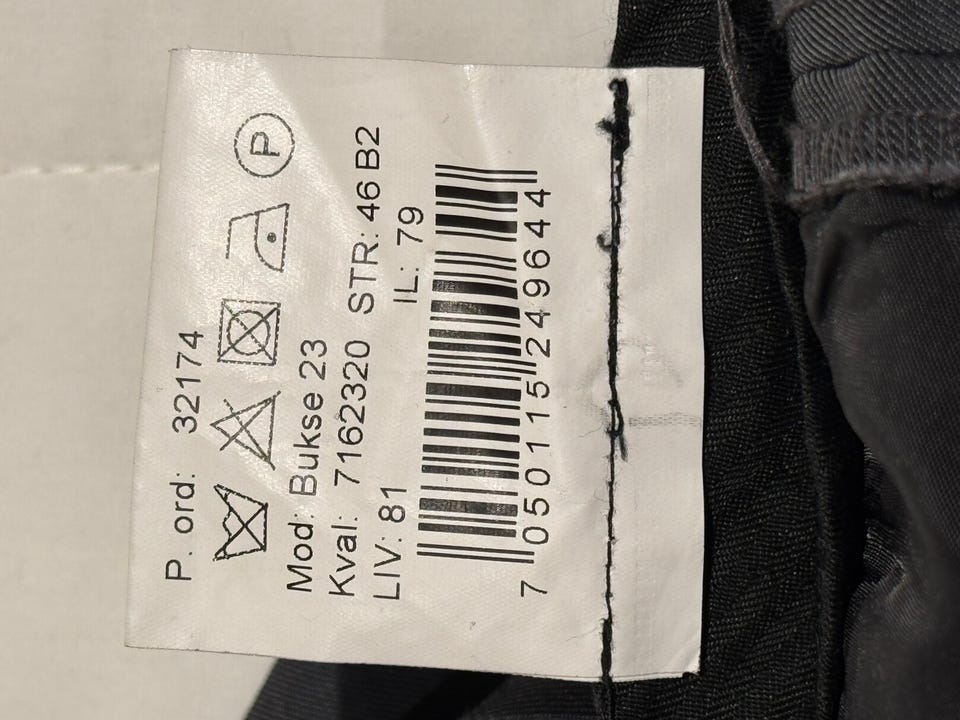 P. ord: 32174
P
Mod: Bukse 23
Kval: 7162320 STR: 46 B2
LIV: 81 IL: 79
7 050115 249644